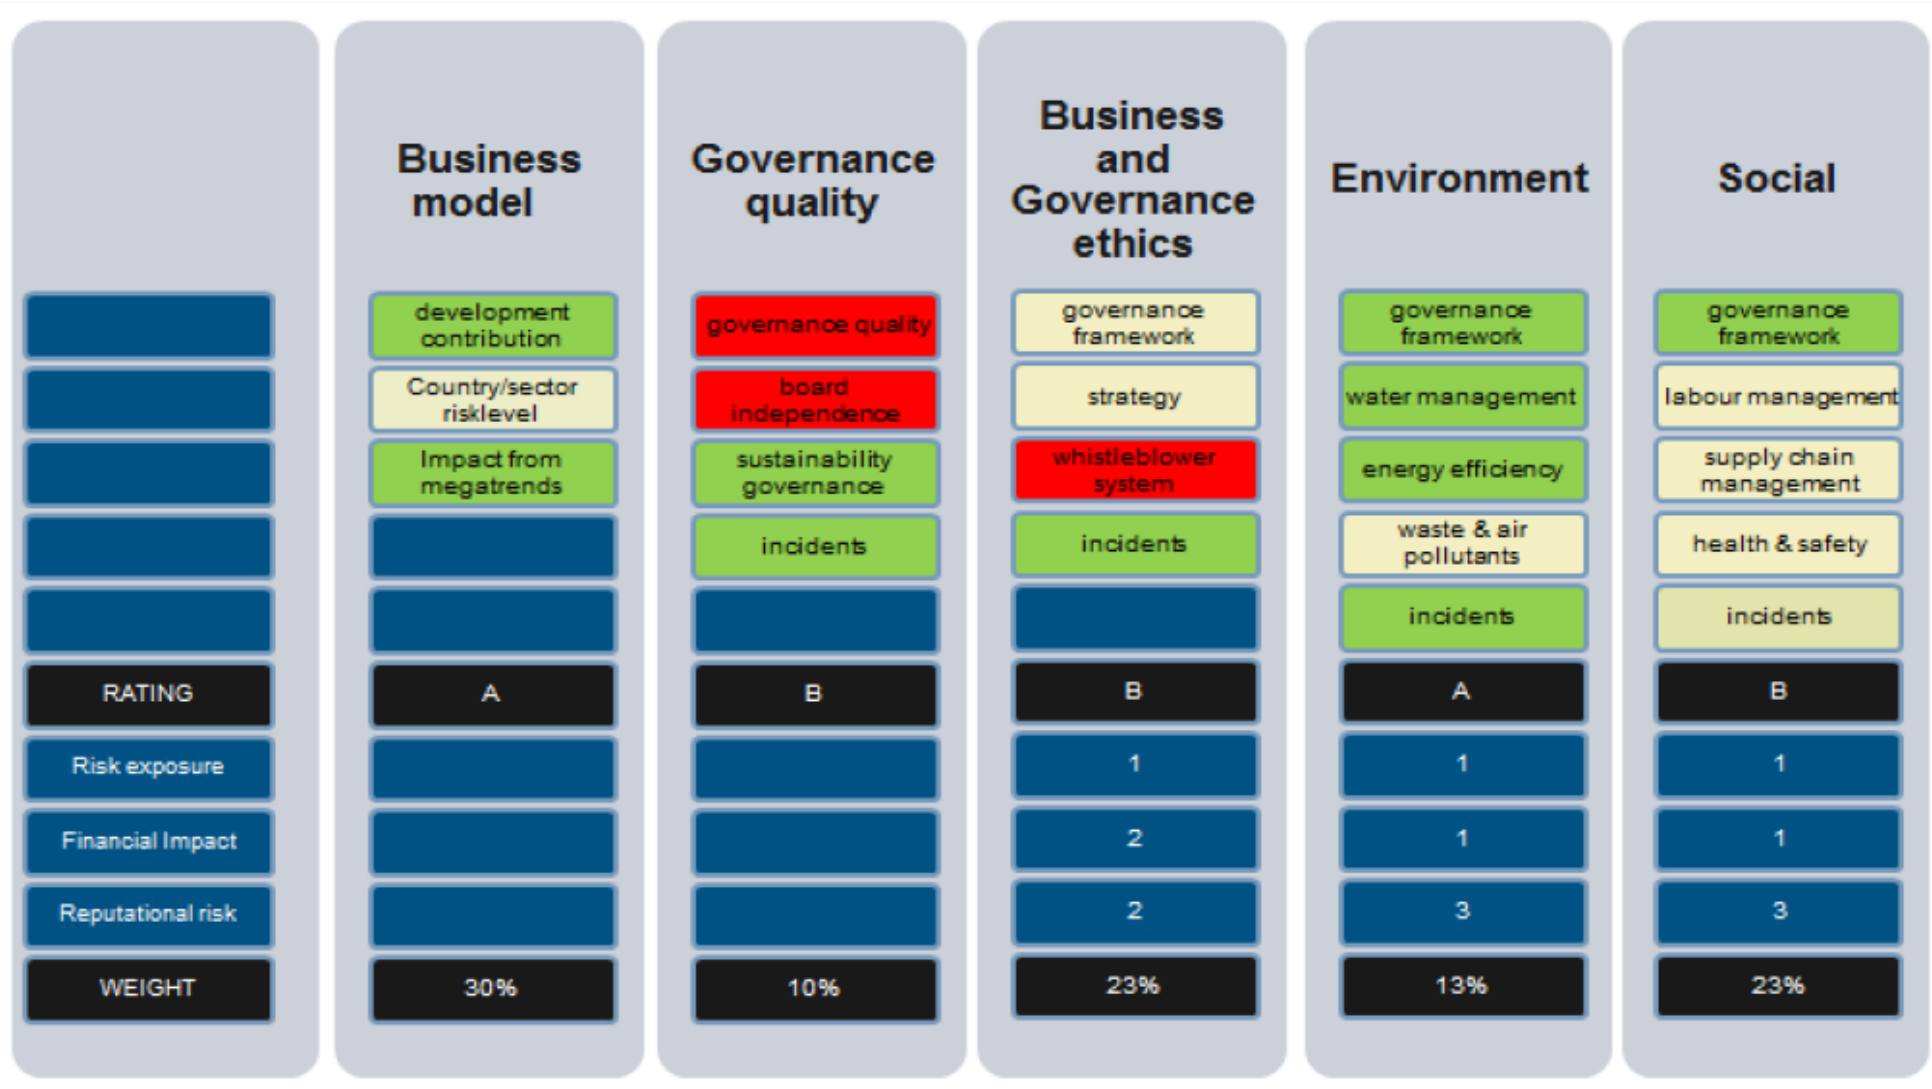 Business
model
development
contribution
Country/sector
risklevel
Impact from
megatrends
Governance
quality
governance quality
board
independence
sustainability
governance
incidents
Business
and
Governance
ethics
governance
framework
strategy
whistleblower
system
incidents
Environment
governance
framework
water management
energy efficiency
waste & air
pollutants
incidents
Social
governance
framework
labour management
supply chain
management
health & safety
incidents
RATING
A
B
B
A
B
Risk exposure
1
1
1
Financial Impact
2
1
1
Reputational risk
2
3
3
WEIGHT
30%
10%
23%
13%
23%